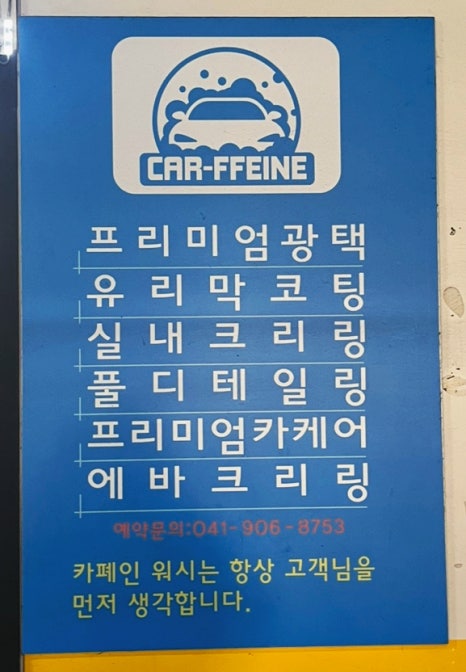 CAR-FFEINE
프리미엄광택
유리막코팅
실내크리링
풀디테일링
프리미엄카케어
에바크리링
예약문의:041-906-8753
카페인 워시는 항상 고객님을
먼저 생각합니다.